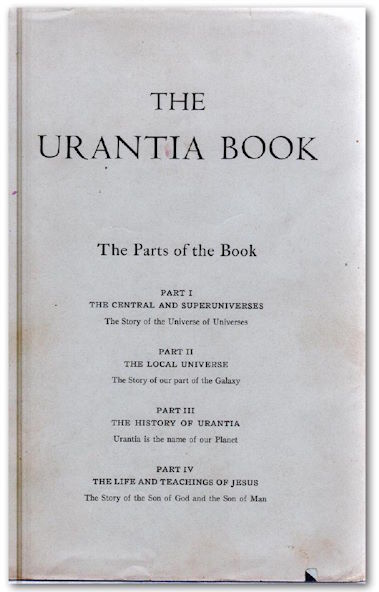 THE
URANTIA BOOK
The Parts of the Book
PART I
THE CENTRAL AND SUPERUNIVERSES
The Story of the Universe of Universes
PART II
THE LOCAL UNIVERSE
The Story of our part of the Galaxy
PART III
THE HISTORY OF URANTIA
Urantia is the name of our Planet
PART IV
THE LIFE AND TEACHINGS OF JESUS
The Story of the Son of God and the Son of Man